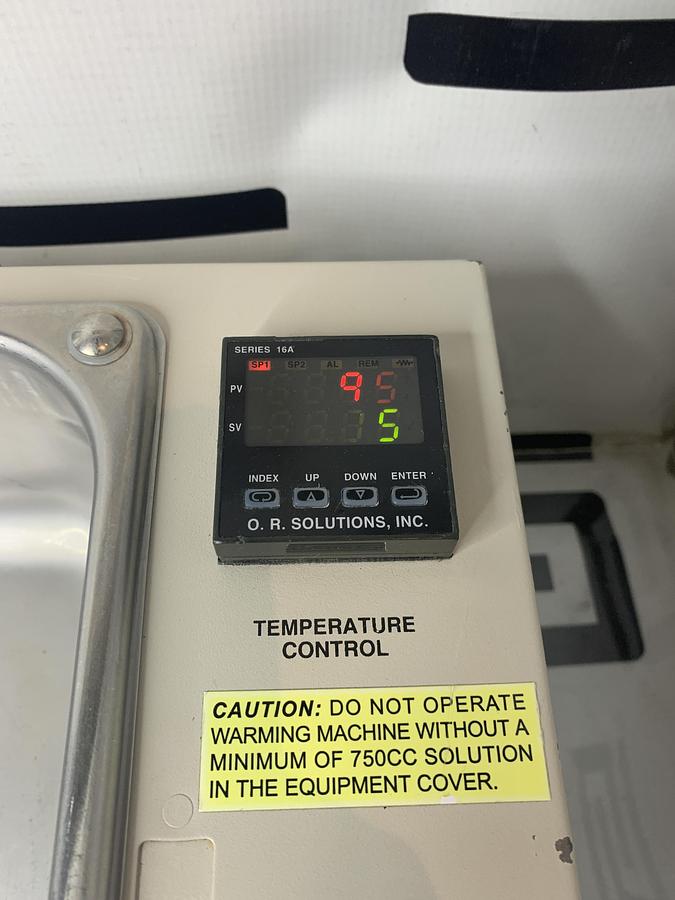 SERIES 16A
SP1 SP2 AL REM
PV 95
SV 15
INDEX UP DOWN ENTER
O. R. SOLUTIONS, INC.
TEMPERATURE
CONTROL
CAUTION: DO NOT OPERATE
WARMING MACHINE WITHOUT A
MINIMUM OF 750CC SOLUTION
IN THE EQUIPMENT COVER.